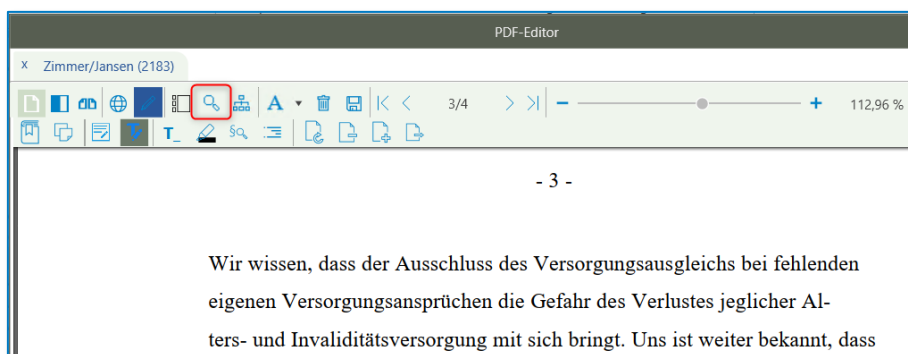 PDF-Editor
x Zimmer/Jansen (2183)
A 3/4 112,96 %
T_ §
- 3 -
Wir wissen, dass der Ausschluss des Versorgungsausgleichs bei fehlenden
eigenen Versorgungsansprüchen die Gefahr des Verlustes jeglicher Al-
ters- und Invaliditätsversorgung mit sich bringt. Uns ist weiter bekannt, dass